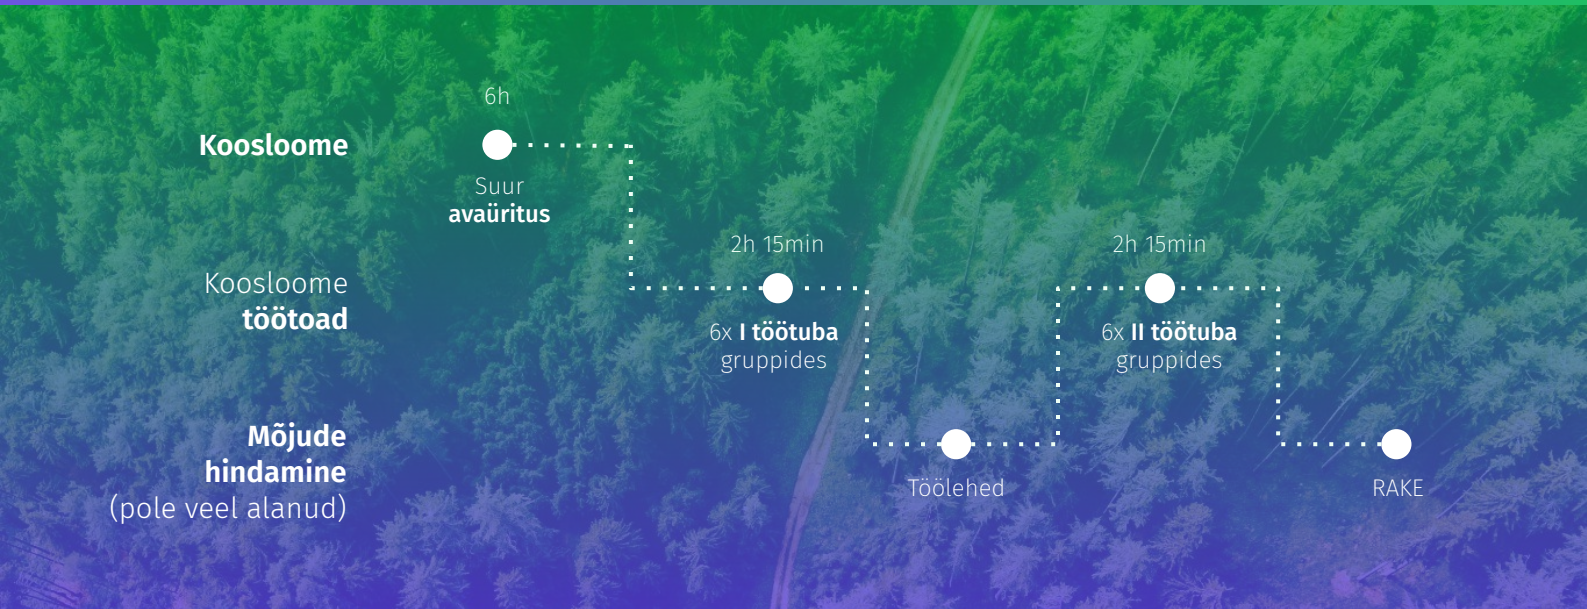 6h
Koosloome
Suur
avaüritus
2h 15min
2h 15min
Koosloome
töötoad
6x I töötuba
gruppides
6x II töötuba
gruppides
Mõjude
hindamine
(pole veel alanud)
Töölehed
RAKE